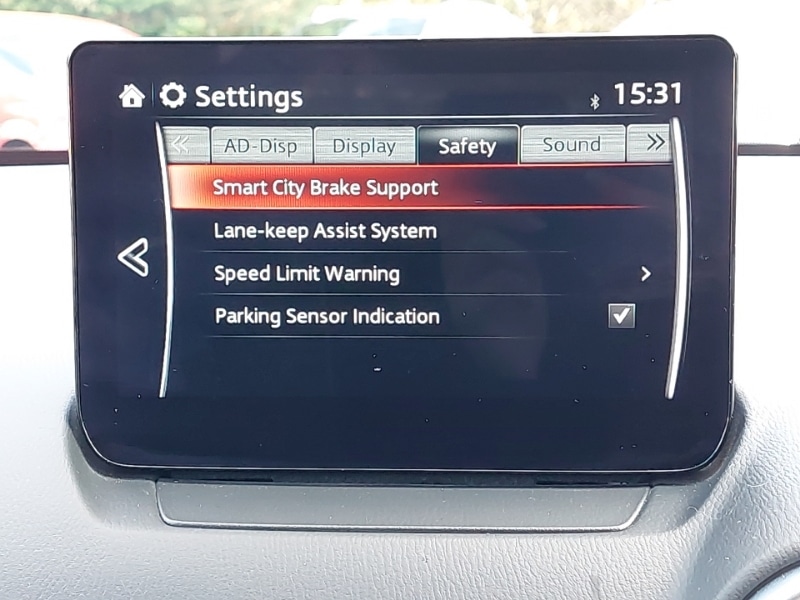 Settings 15:31
« AD-Disp Display Safety Sound »
Smart City Brake Support
Lane-keep Assist System
Speed Limit Warning >
Parking Sensor Indication